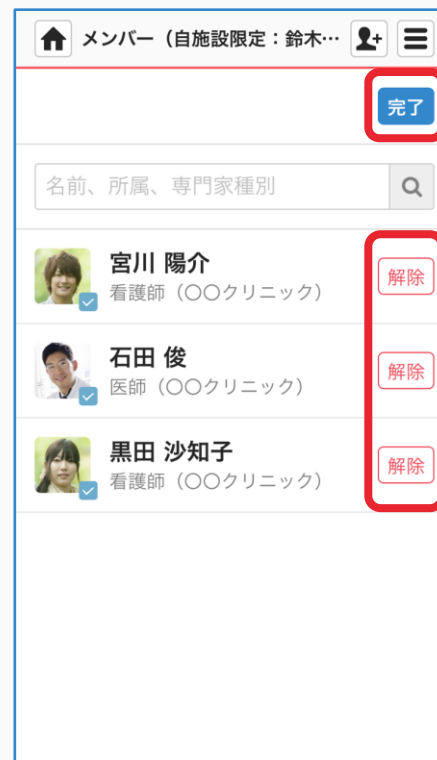 メンバー（自施設限定：鈴木…
完了
名前、所属、専門家種別
宮川 陽介
看護師（〇〇クリニック）
解除
石田 俊
医師（〇〇クリニック）
解除
黒田 沙知子
看護師（〇〇クリニック）
解除